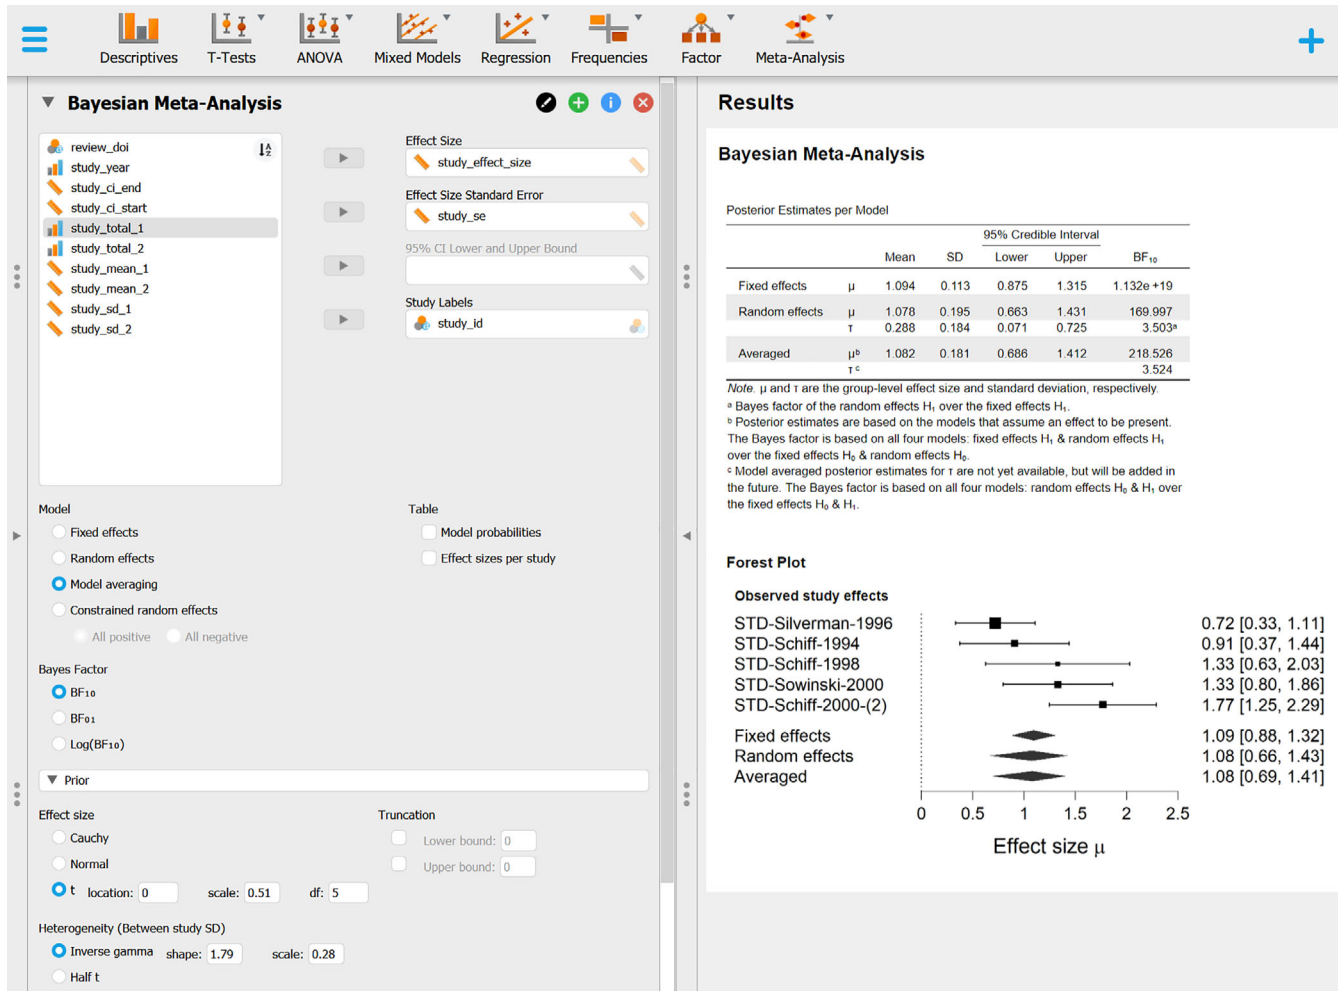 Descriptives
T-Tests
ANOVA
Mixed Models
Regression
Frequencies
Factor
Meta-Analysis
Bayesian Meta-Analysis
review_doi
study_year
study_ci_end
study_ci_start
study_total_1
study_total_2
study_mean_1
study_mean_2
study_sd_1
study_sd_2
Effect Size
study_effect_size
Effect Size Standard Error
study_se
95% CI Lower and Upper Bound
Study Labels
study_id
Model
Fixed effects
Random effects
Model averaging
Constrained random effects
All positive All negative
Table
Model probabilities
Effect sizes per study
Bayes Factor
BF₁₀
BF₀₁
Log(BF₁₀)
Prior
Effect size
Cauchy
Normal
t location: 0 scale: 0.51 df: 5
Truncation
Lower bound: 0
Upper bound: 0
Heterogeneity (Between study SD)
Inverse gamma shape: 1.79 scale: 0.28
Half t
Results
Bayesian Meta-Analysis
Posterior Estimates per Model
95% Credible Interval
Mean SD Lower Upper BF₁₀
Fixed effects μ 1.094 0.113 0.875 1.315 1.132e +19
Random effects μ 1.078 0.195 0.663 1.431 169.997
τ 0.288 0.184 0.071 0.725 3.503ᵃ
Averaged μᵇ 1.082 0.181 0.686 1.412 218.526
τᶜ 3.524
Note. μ and τ are the group-level effect size and standard deviation, respectively.
ᵃ Bayes factor of the random effects H₁ over the fixed effects H₁.
ᵇ Posterior estimates are based on the models that assume an effect to be present.
The Bayes factor is based on all four models: fixed effects H₁ & random effects H₁
over the fixed effects H₀ & random effects H₀.
ᶜ Model averaged posterior estimates for τ are not yet available, but will be added in
the future. The Bayes factor is based on all four models: random effects H₀ & H₁ over
the fixed effects H₀ & H₁.
Forest Plot
Observed study effects
STD-Silverman-1996 0.72 [0.33, 1.11]
STD-Schiff-1994 0.91 [0.37, 1.44]
STD-Schiff-1998 1.33 [0.63, 2.03]
STD-Sowinski-2000 1.33 [0.80, 1.86]
STD-Schiff-2000-(2) 1.77 [1.25, 2.29]
Fixed effects 1.09 [0.88, 1.32]
Random effects 1.08 [0.66, 1.43]
Averaged 1.08 [0.69, 1.41]
0 0.5 1 1.5 2 2.5
Effect size μ